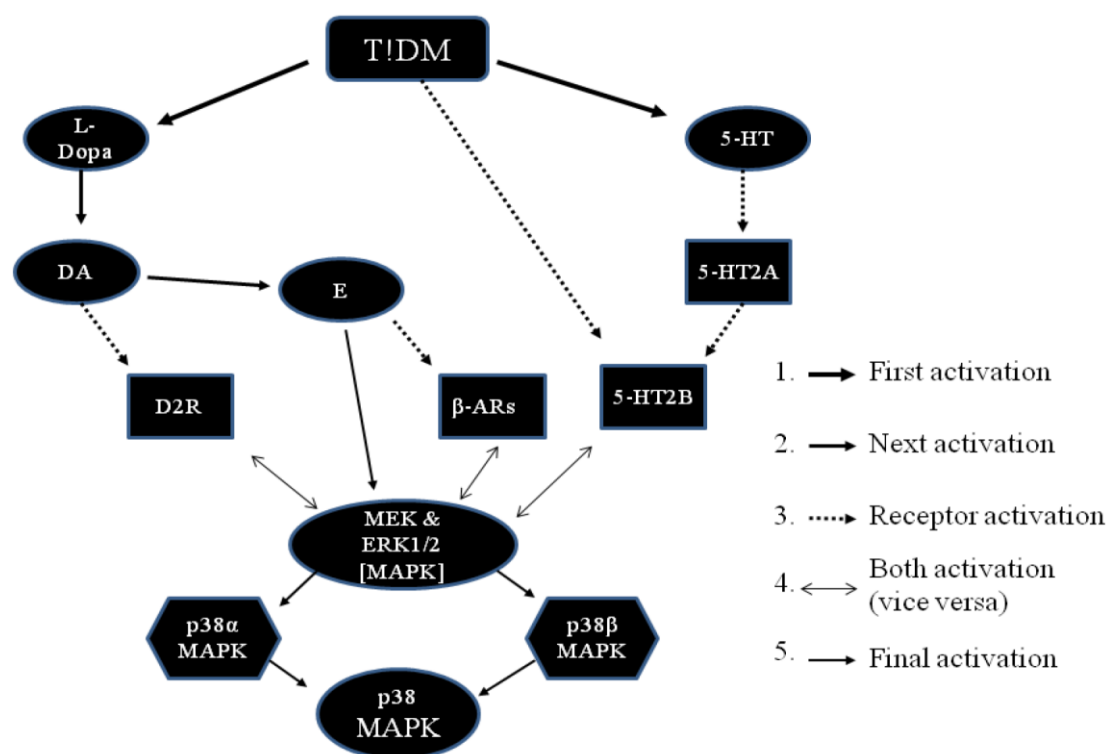 T!DM
L-
Dopa
5-HT
DA
E
5-HT2A
D2R
β-ARs
5-HT2B
MEK &
ERK1/2
[MAPK]
p38α
MAPK
p38β
MAPK
p38
MAPK
1. First activation
2. Next activation
3. Receptor activation
4. Both activation
(vice versa)
5. Final activation